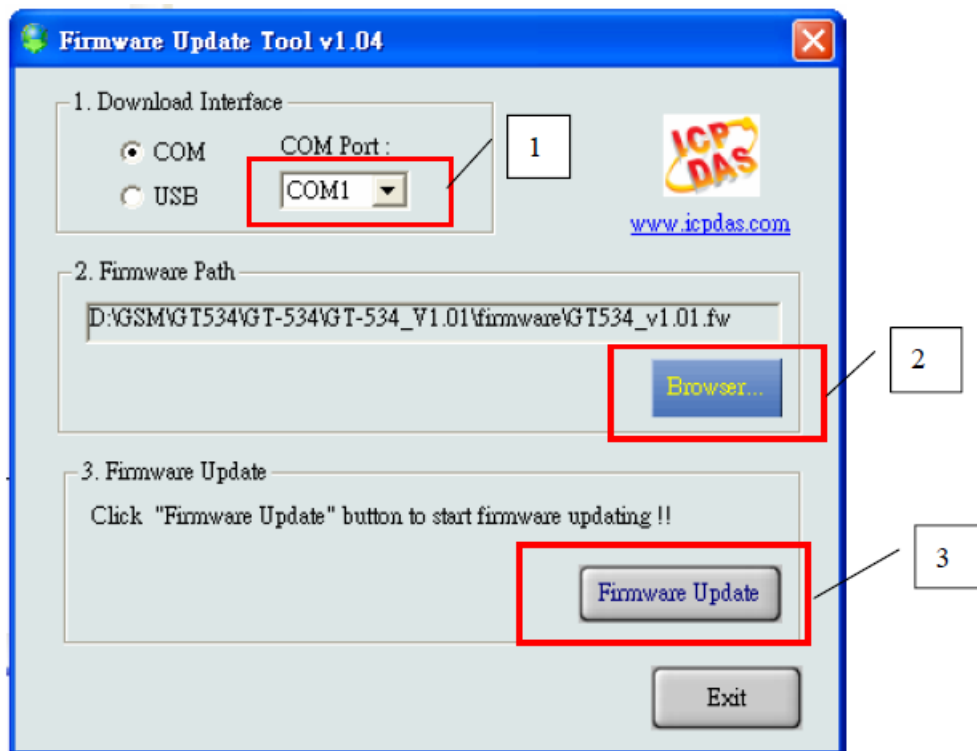 Firmware Update Tool v1.04
1. Download Interface
COM
COM Port :
1
USB
COM1
ICP
DAS
www.icpdas.com
2. Firmware Path
D:\GSM\GT534\GT-534\GT-534_V1.01\firmware\GT534_v1.01.fw
2
Browser...
3. Firmware Update
Click "Firmware Update" button to start firmware updating !!
3
Firmware Update
Exit